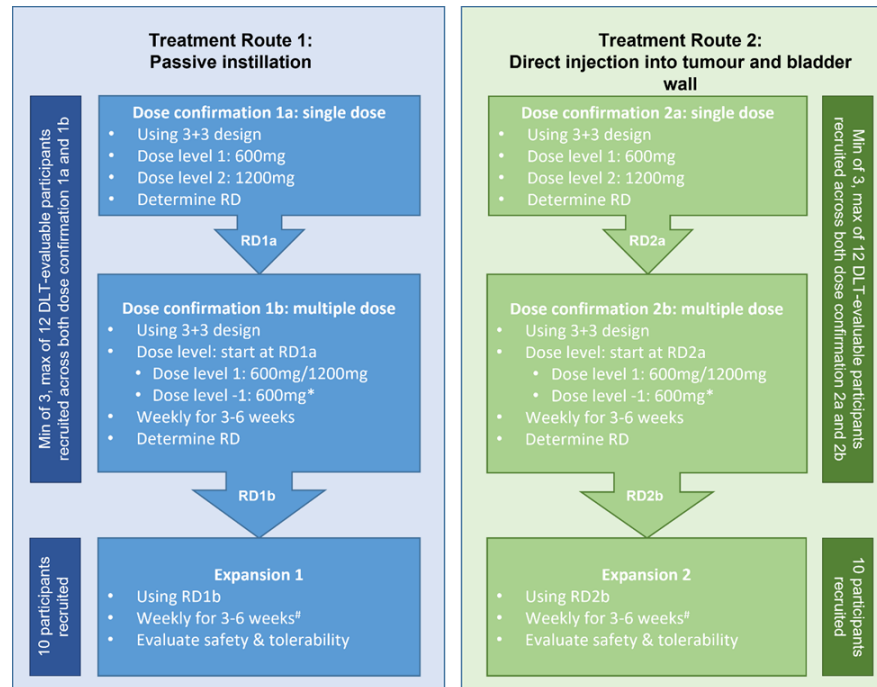 Treatment Route 1:
Passive instillation
Min of 3, max of 12 DLT-evaluable participants
recruited across both dose confirmation 1a and 1b
Dose confirmation 1a: single dose
• Using 3+3 design
• Dose level 1: 600mg
• Dose level 2: 1200mg
• Determine RD
RD1a
Dose confirmation 1b: multiple dose
• Using 3+3 design
• Dose level: start at RD1a
• Dose level 1: 600mg/1200mg
• Dose level -1: 600mg*
• Weekly for 3-6 weeks
• Determine RD
RD1b
10 participants
recruited
Expansion 1
• Using RD1b
• Weekly for 3-6 weeks#
• Evaluate safety & tolerability
Treatment Route 2:
Direct injection into tumour and bladder
wall
Dose confirmation 2a: single dose
• Using 3+3 design
• Dose level 1: 600mg
• Dose level 2: 1200mg
• Determine RD
RD2a
Dose confirmation 2b: multiple dose
• Using 3+3 design
• Dose level: start at RD2a
• Dose level 1: 600mg/1200mg
• Dose level -1: 600mg*
• Weekly for 3-6 weeks
• Determine RD
RD2b
Min of 3, max of 12 DLT-evaluable participants
recruited across both dose confirmation 2a and 2b
Expansion 2
• Using RD2b
• Weekly for 3-6 weeks#
• Evaluate safety & tolerability
10 participants
recruited